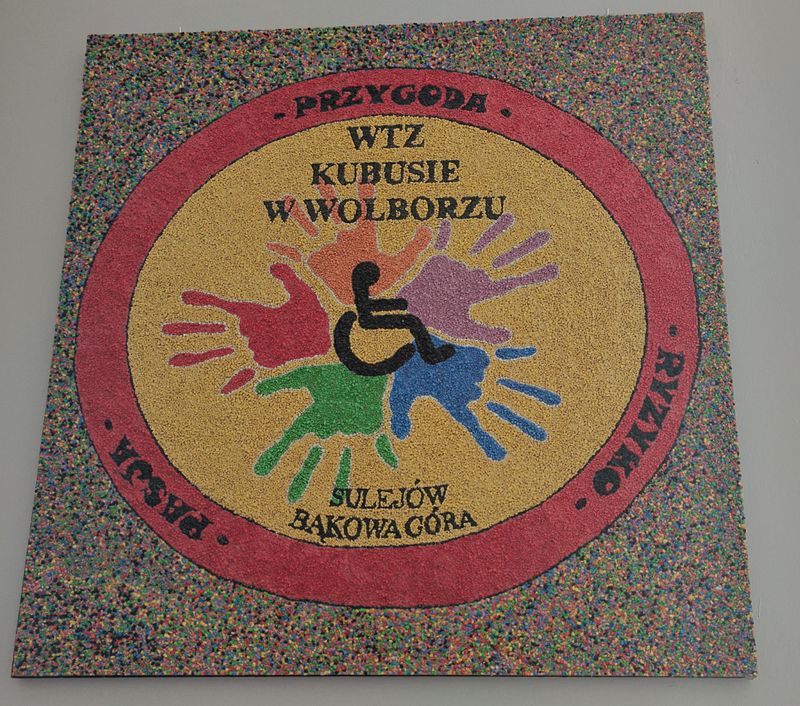 · PRZYGODA ·
WTZ
KUBUSIE
W WOLBORZU
SULEJÓW
BĄKOWA GÓRA
· RYZYKO ·
· PASJA ·